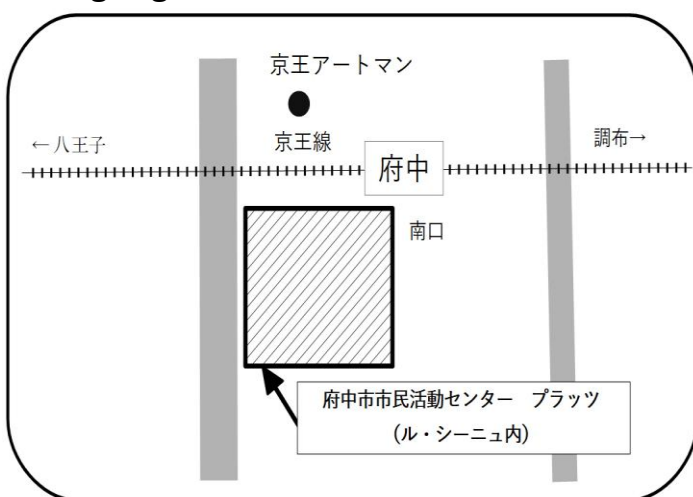 京王アートマン
←八王子
京王線
調布→
府中
南口
府中市市民活動センター　プラッツ
(ル・シーニュ内)